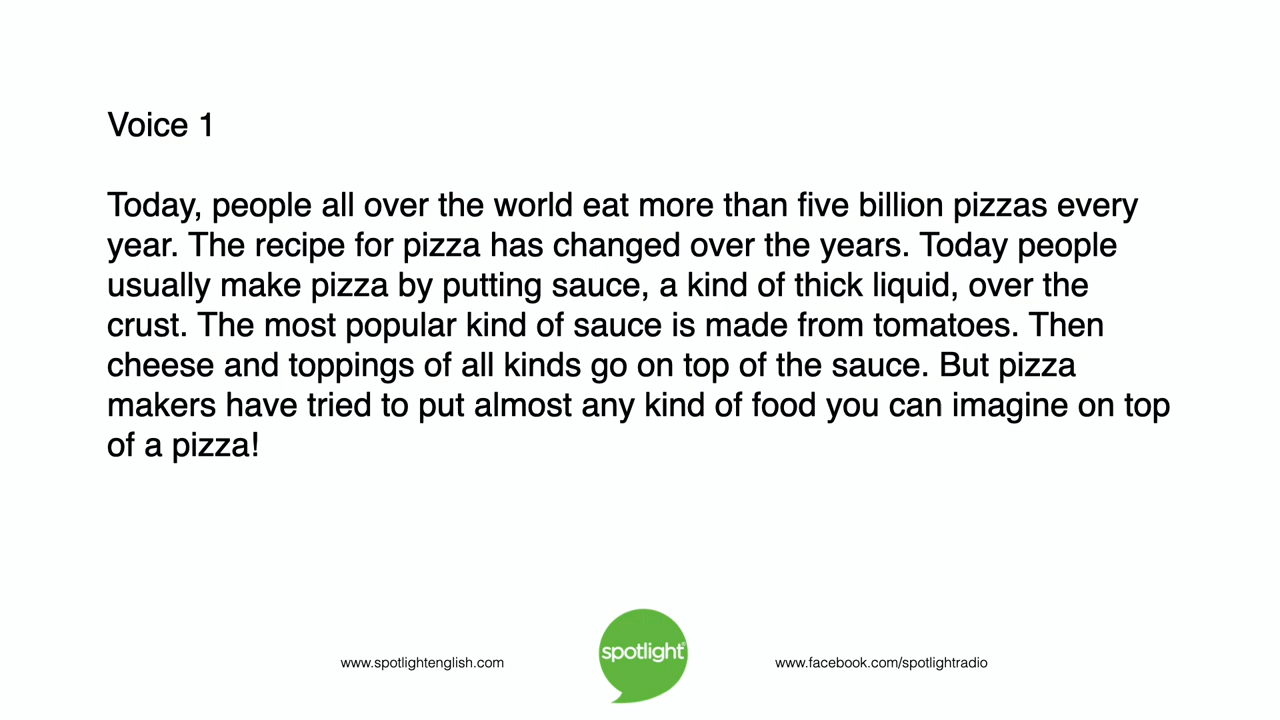 Voice 1
Today, people all over the world eat more than five billion pizzas every
year. The recipe for pizza has changed over the years. Today people
usually make pizza by putting sauce, a kind of thick liquid, over the
crust. The most popular kind of sauce is made from tomatoes. Then
cheese and toppings of all kinds go on top of the sauce. But pizza
makers have tried to put almost any kind of food you can imagine on top
of a pizza!
www.spotlightenglish.com
spotlight®
www.facebook.com/spotlightradio